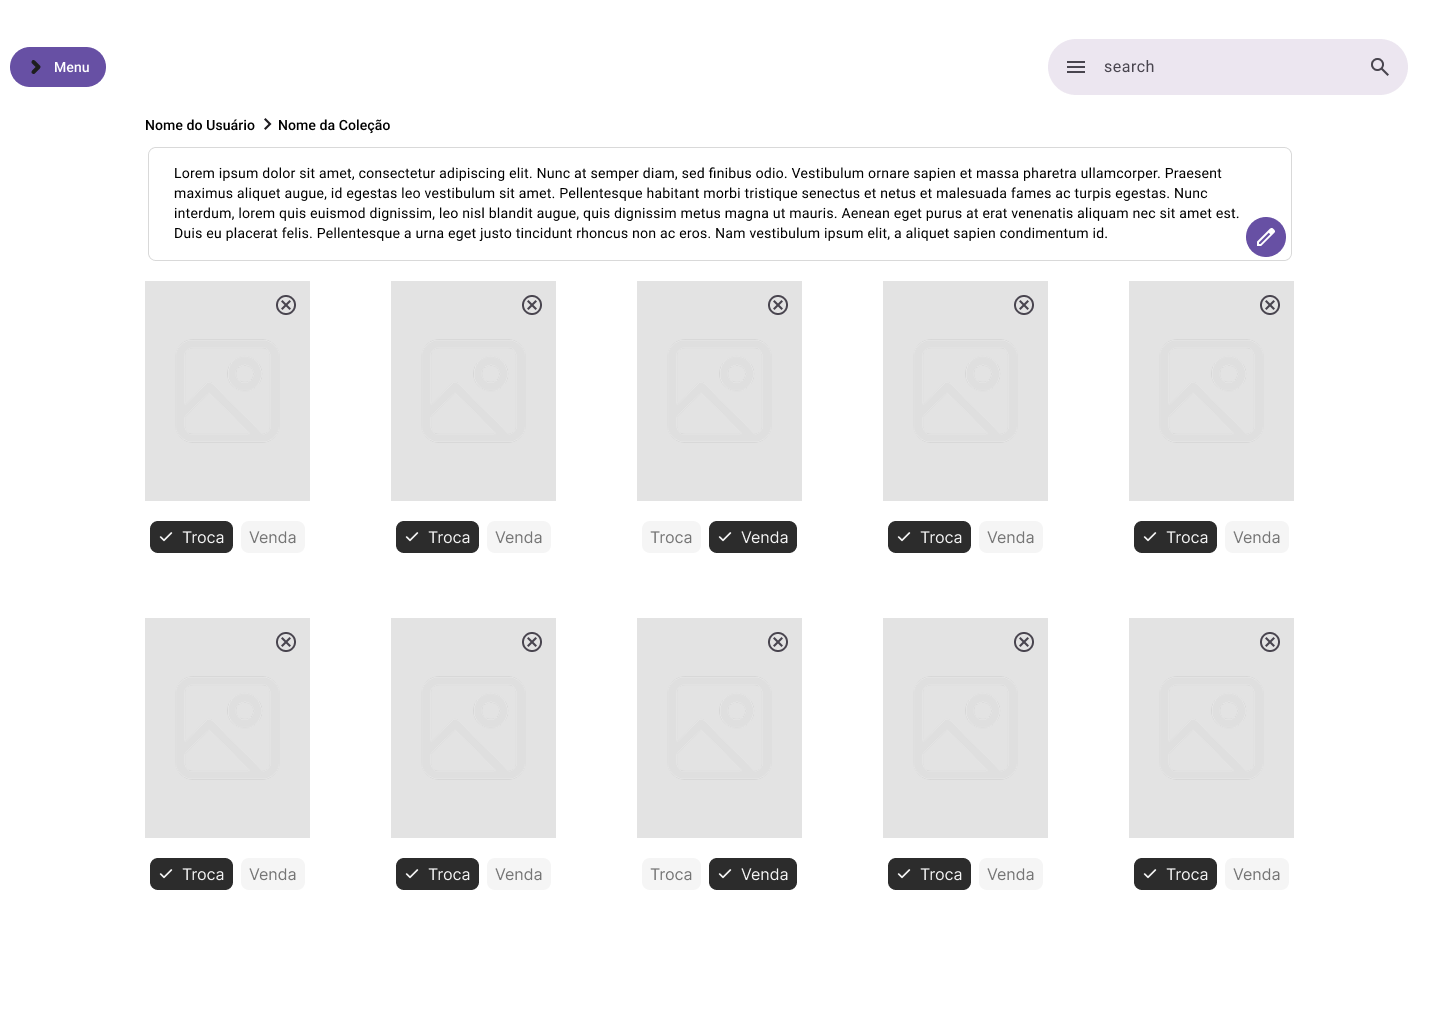 Menu
search
Nome do Usuário > Nome da Coleção
Lorem ipsum dolor sit amet, consectetur adipiscing elit. Nunc at semper diam, sed finibus odio. Vestibulum ornare sapien et massa pharetra ullamcorper. Praesent
maximus aliquet augue, id egestas leo vestibulum sit amet. Pellentesque habitant morbi tristique senectus et netus et malesuada fames ac turpis egestas. Nunc
interdum, lorem quis euismod dignissim, leo nisl blandit augue, quis dignissim metus magna ut mauris. Aenean eget purus at erat venenatis aliquam nec sit amet est.
Duis eu placerat felis. Pellentesque a urna eget justo tincidunt rhoncus non ac eros. Nam vestibulum ipsum elit, a aliquet sapien condimentum id.
Troca Venda Troca Venda Troca Venda Troca Venda Troca Venda
Troca Venda Troca Venda Troca Venda Troca Venda Troca Venda